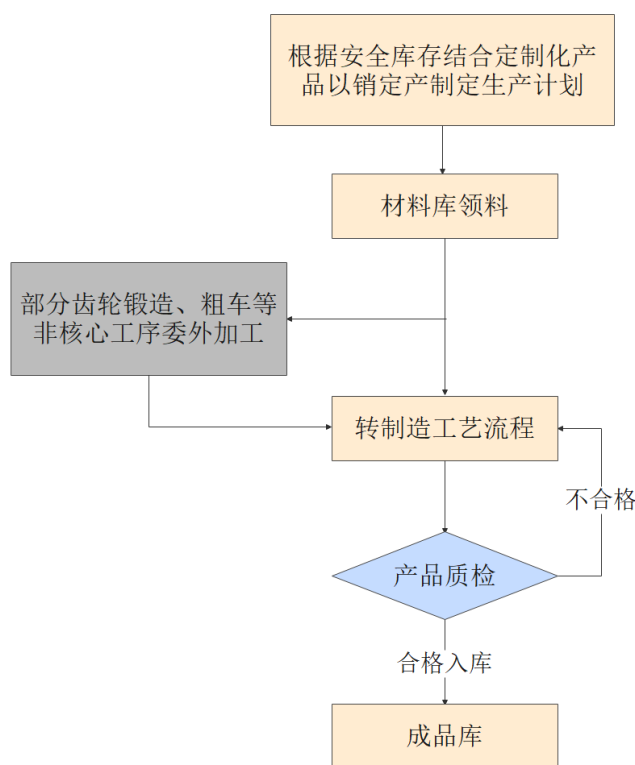 根据安全库存结合定制化产
品以销定产制定生产计划
材料库领料
部分齿轮锻造、粗车等
非核心工序委外加工
转制造工艺流程
不合格
产品质检
合格入库
成品库